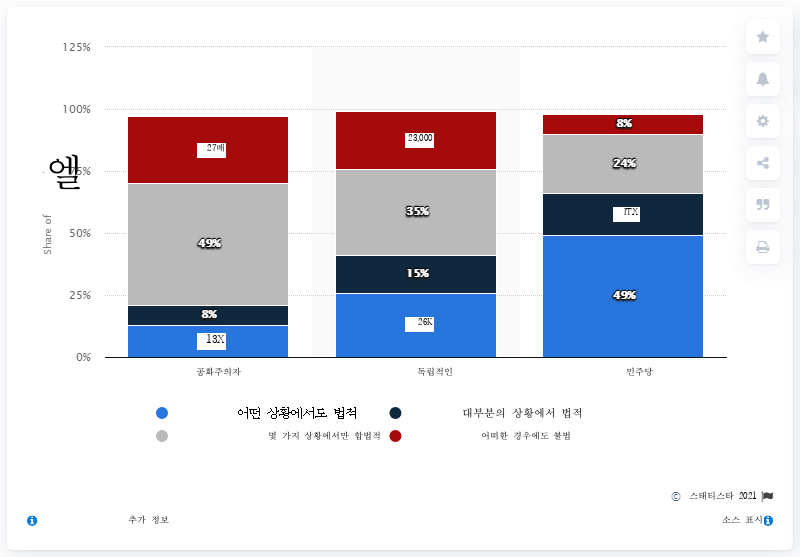 125%
100%
75%
50%
25%
0%
엘
Share of
27배
49%
8%
13X
23,000
35%
15%
26K
8%
24%
ITX
49%
공화주의자 독립적인 민주당
어떤 상황에서도 법적 대부분의 상황에서 법적
몇 가지 상황에서만 합법적 어떠한 경우에도 불법
© 스태티스타 2021
추가 정보 소스 표시